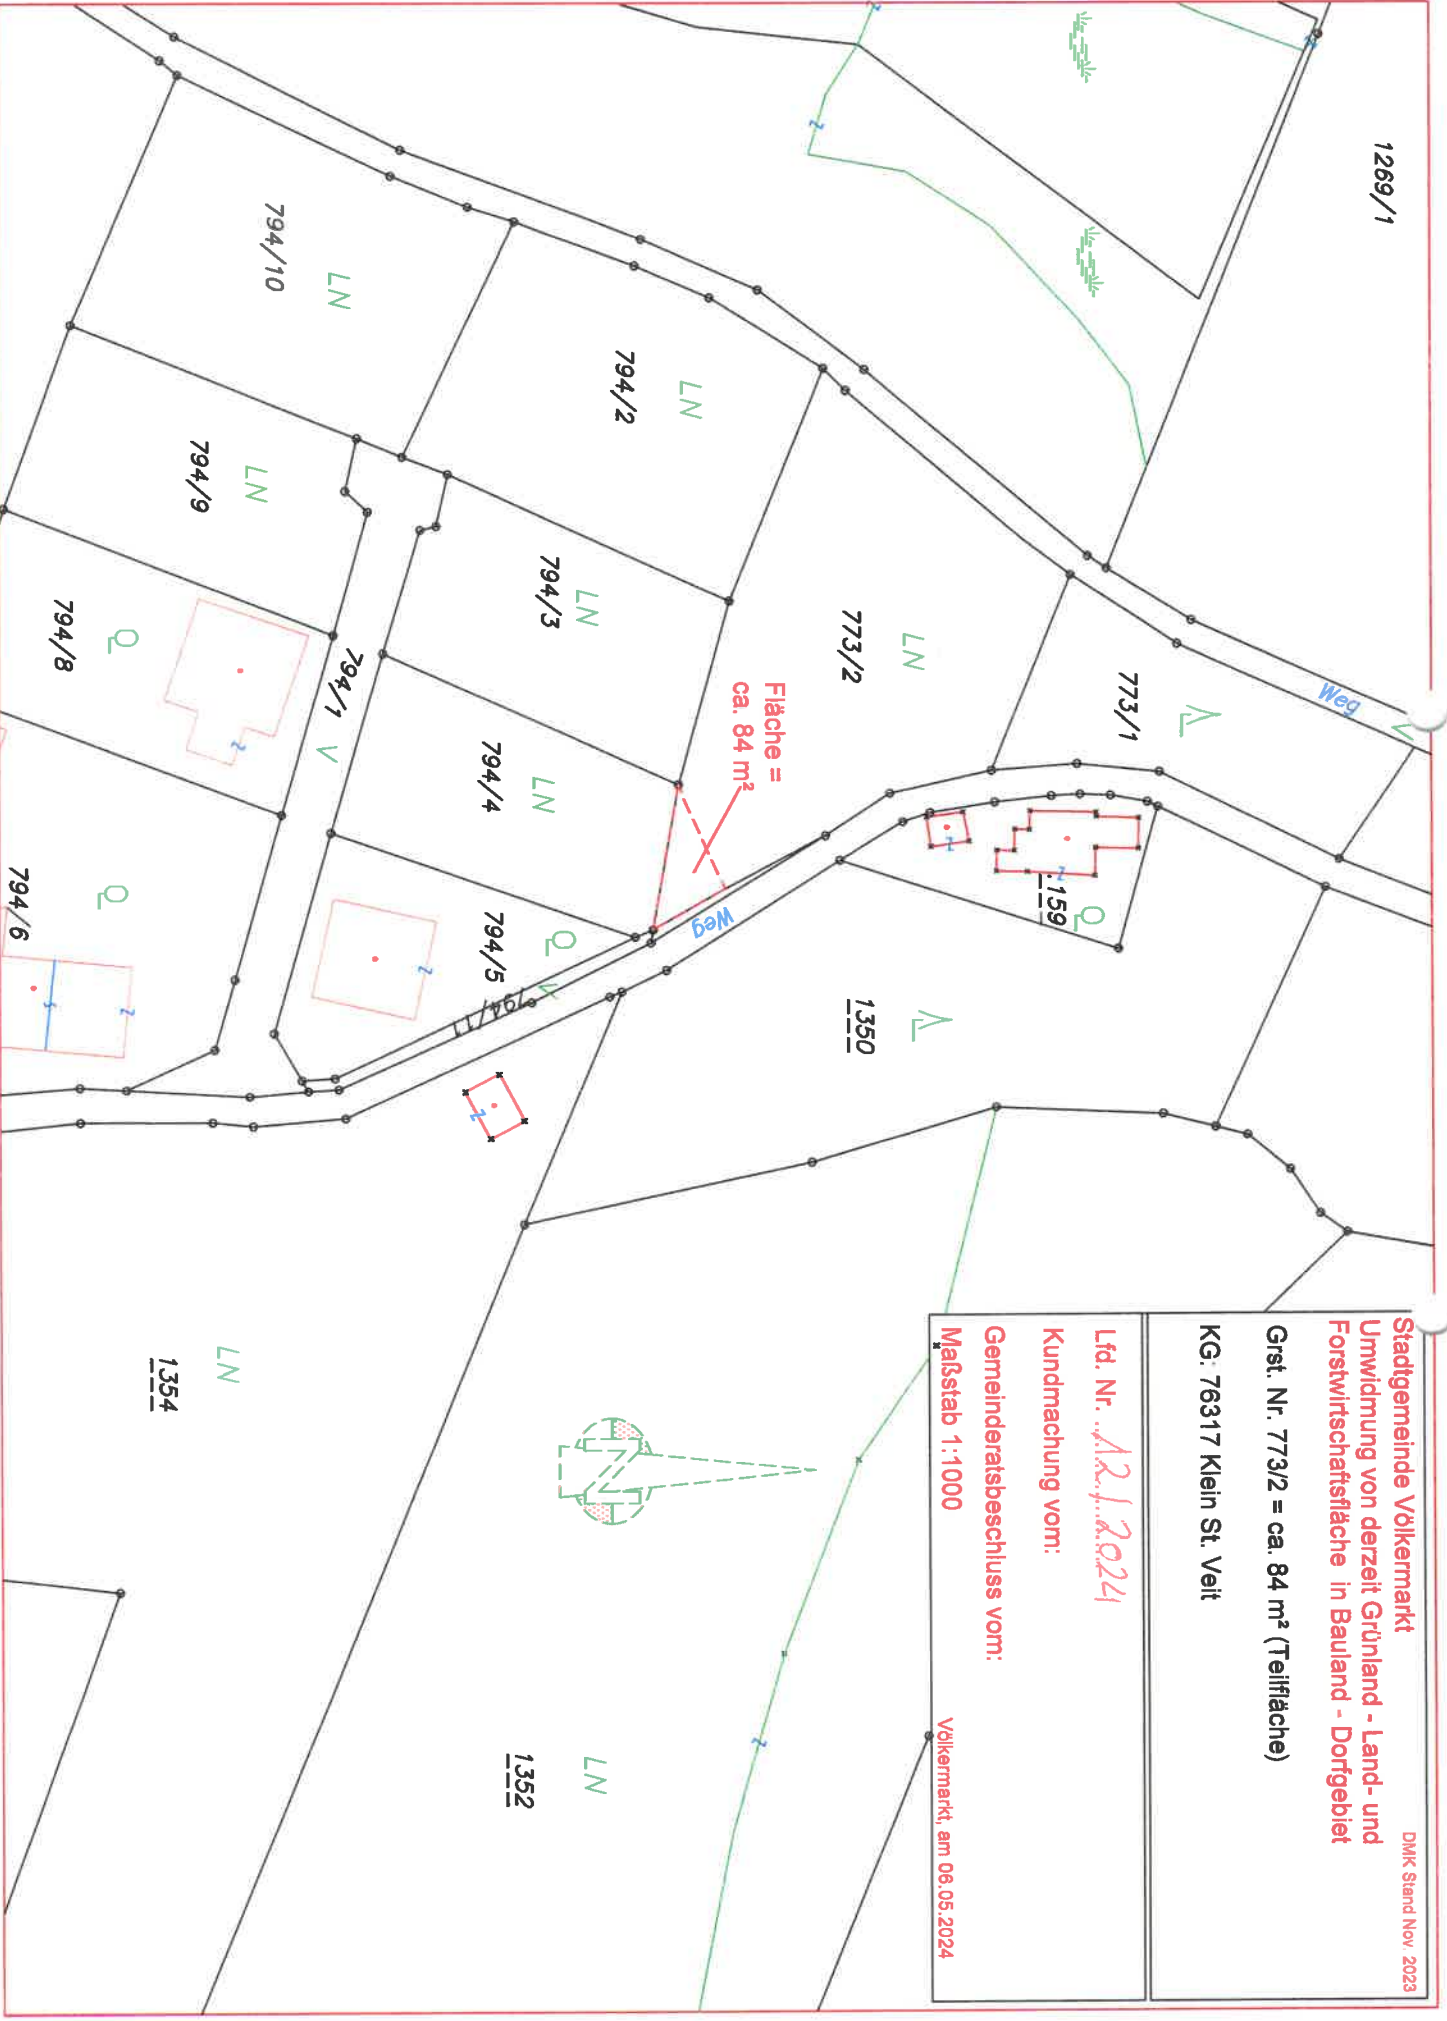 Stadtgemeinde Völkermarkt
DMK Stand Nov. 2023
Umwidmung von derzeit Grünland - Land- und
Forstwirtschaftsfläche in Bauland - Dorfgebiet
Grst. Nr. 773/2 = ca. 84 m² (Teilfläche)
KG: 76317 Klein St. Veit
Lfd. Nr. 12/2024
Kundmachung vom:
Gemeinderatsbeschluss vom:
Maßstab 1:1000
Völkermarkt, am 06.05.2024
1269/1
Weg
773/1
.159
LN
773/2
1350
Fläche =
ca. 84 m²
Weg
LN
794/2
LN
794/3
LN
794/4
794/5
794/11
LN
1352
LN
794/10
794/1
LN
794/9
LN
1354
794/8
794/6
N